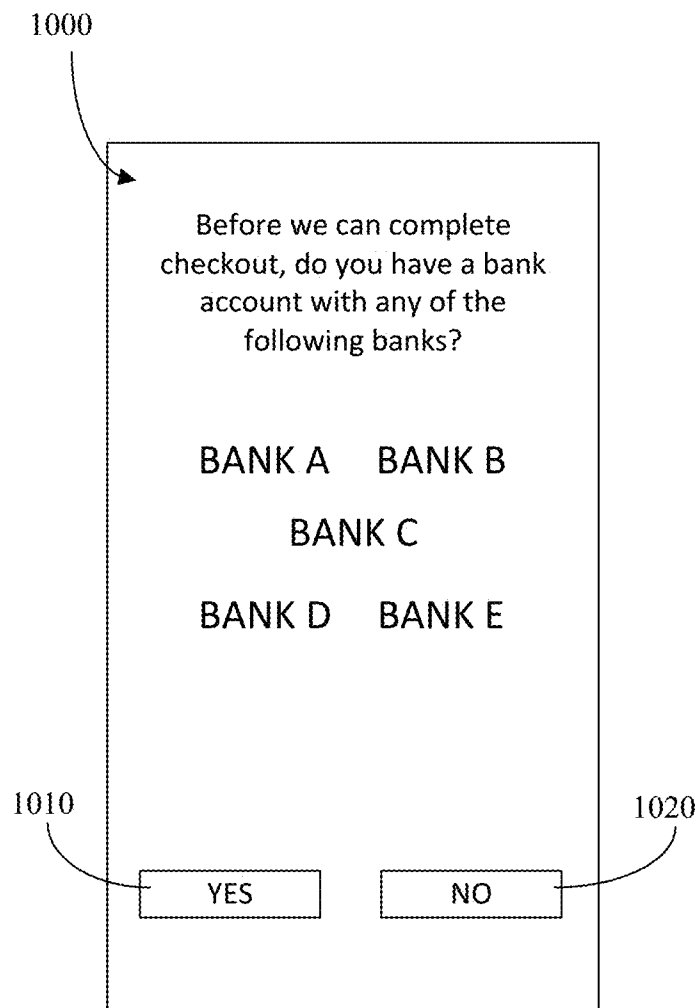 1000
Before we can complete
checkout, do you have a bank
account with any of the
following banks?
BANK A BANK B
BANK C
BANK D BANK E
1010
1020
YES NO